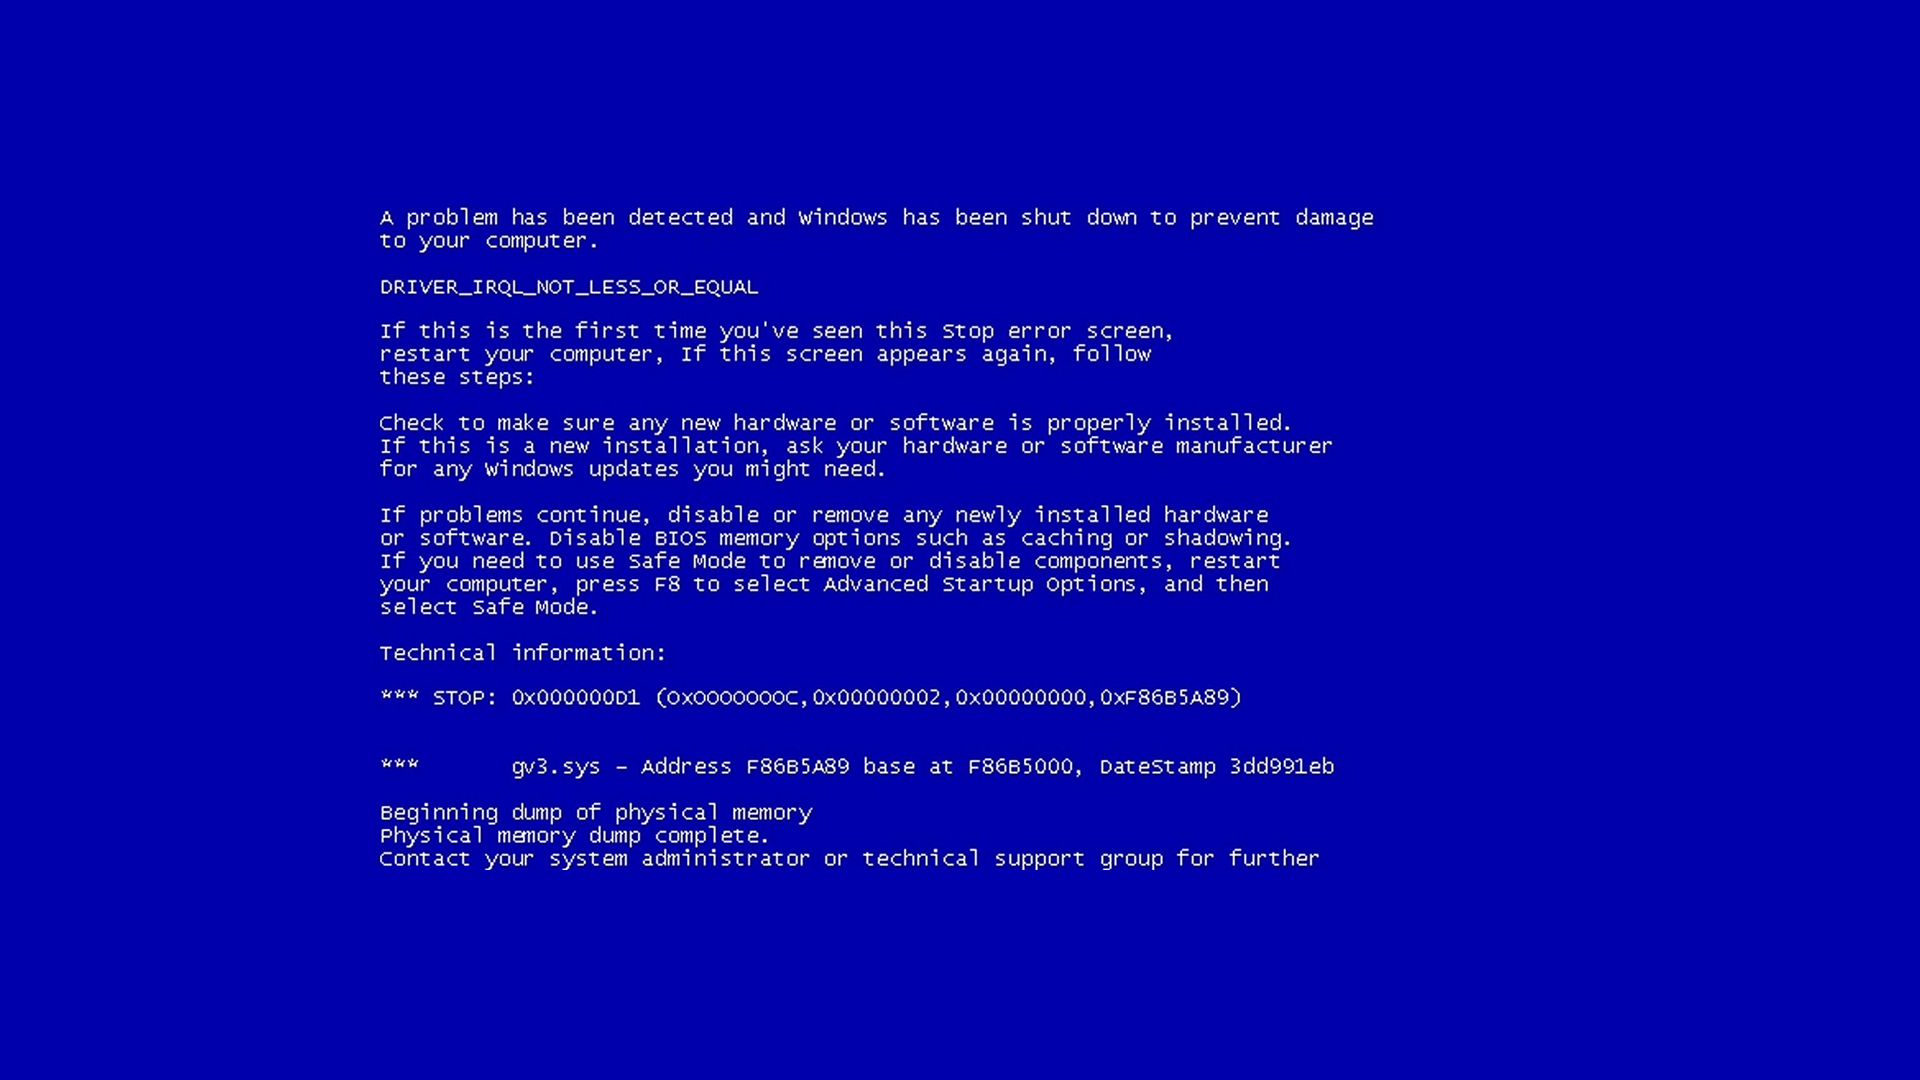 A problem has been detected and Windows has been shut down to prevent damage
to your computer.
DRIVER_IRQL_NOT_LESS_OR_EQUAL
If this is the first time you've seen this Stop error screen,
restart your computer, If this screen appears again, follow
these steps:
Check to make sure any new hardware or software is properly installed.
If this is a new installation, ask your hardware or software manufacturer
for any Windows updates you might need.
If problems continue, disable or remove any newly installed hardware
or software. Disable BIOS memory options such as caching or shadowing.
If you need to use Safe Mode to remove or disable components, restart
your computer, press F8 to select Advanced Startup Options, and then
select Safe Mode.
Technical information:
*** STOP: 0x000000D1 (OxOOOOOOOC,0x00000002,0x00000000,0xF86B5A89)
*** gv3.sys – Address F86B5A89 base at F86B5000, DateStamp 3dd991eb
Beginning dump of physical memory
Physical memory dump complete.
Contact your system administrator or technical support group for further